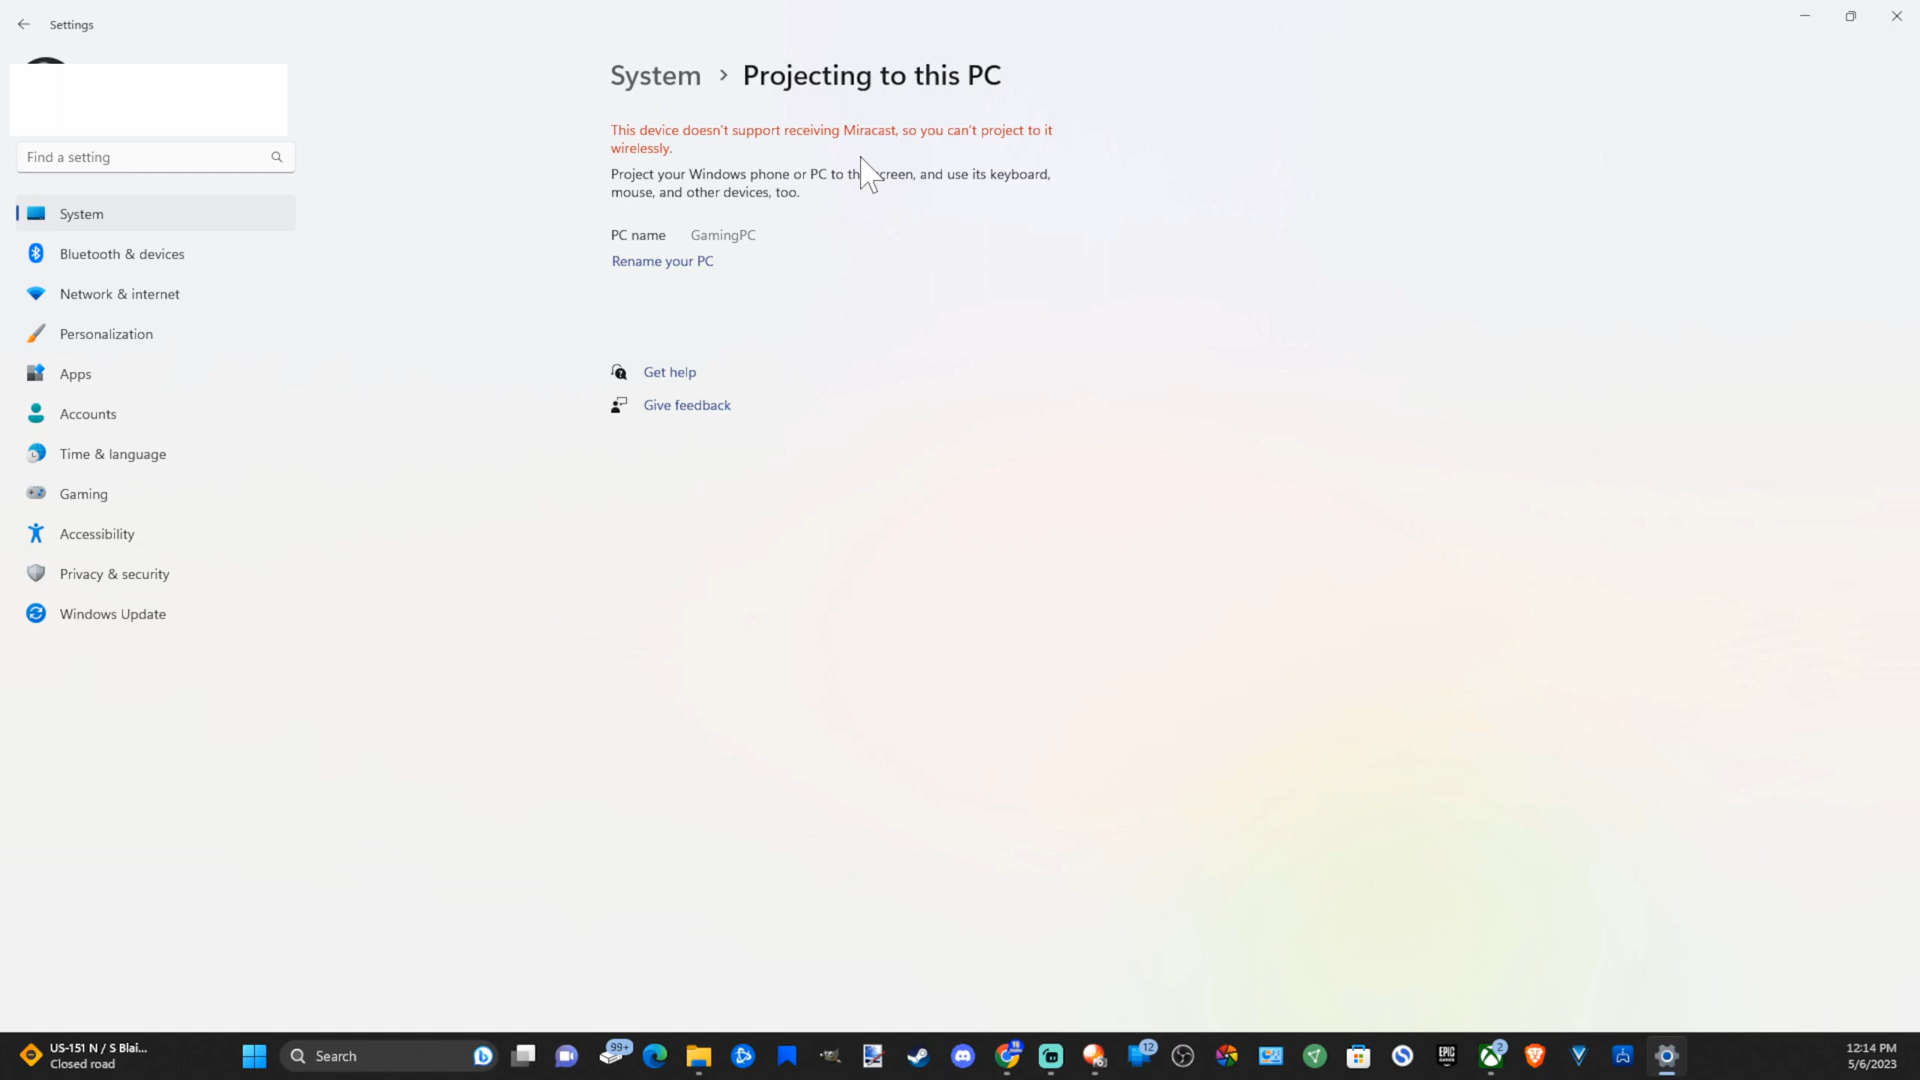 Settings
System > Projecting to this PC
This device doesn't support receiving Miracast, so you can't project to it
wirelessly.
Project your Windows phone or PC to th creen, and use its keyboard,
mouse, and other devices, too.
PC name GamingPC
Rename your PC
Get help
Give feedback
Find a setting
System
Bluetooth & devices
Network & internet
Personalization
Apps
Accounts
Time & language
Gaming
Accessibility
Privacy & security
Windows Update
US-151 N / S Blai...
Closed road
Search
99+
12
EPIC
2
12:14 PM
5/6/2023